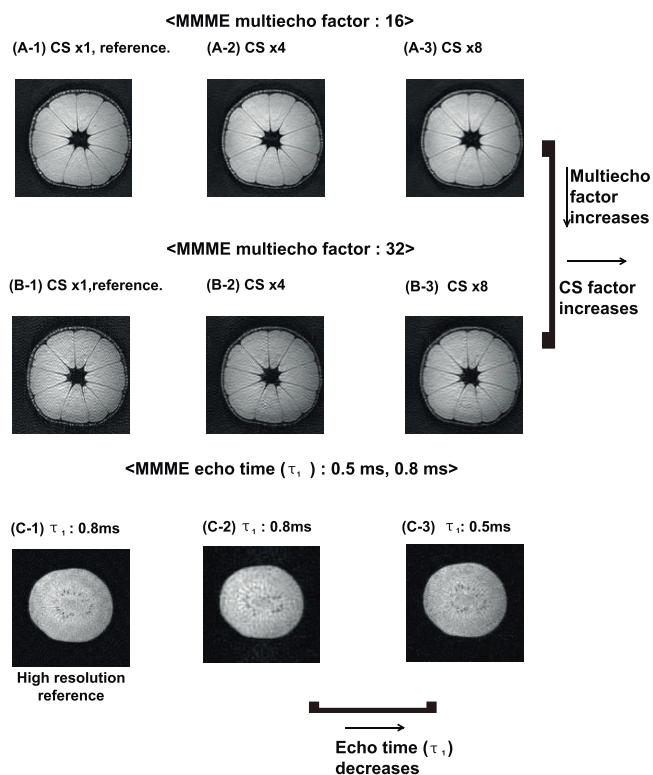 <MMME multiecho factor : 16>
(A-1) CS x1, reference.
(A-2) CS x4
(A-3) CS x8
Multiecho
factor
increases
<MMME multiecho factor : 32>
CS factor
increases
(B-1) CS x1,reference.
(B-2) CS x4
(B-3) CS x8
<MMME echo time (τ₁ ) : 0.5 ms, 0.8 ms>
(C-1) τ₁ : 0.8ms
(C-2) τ₁ : 0.8ms
(C-3) τ₁: 0.5ms
High resolution
reference
Echo time (τ₁)
decreases